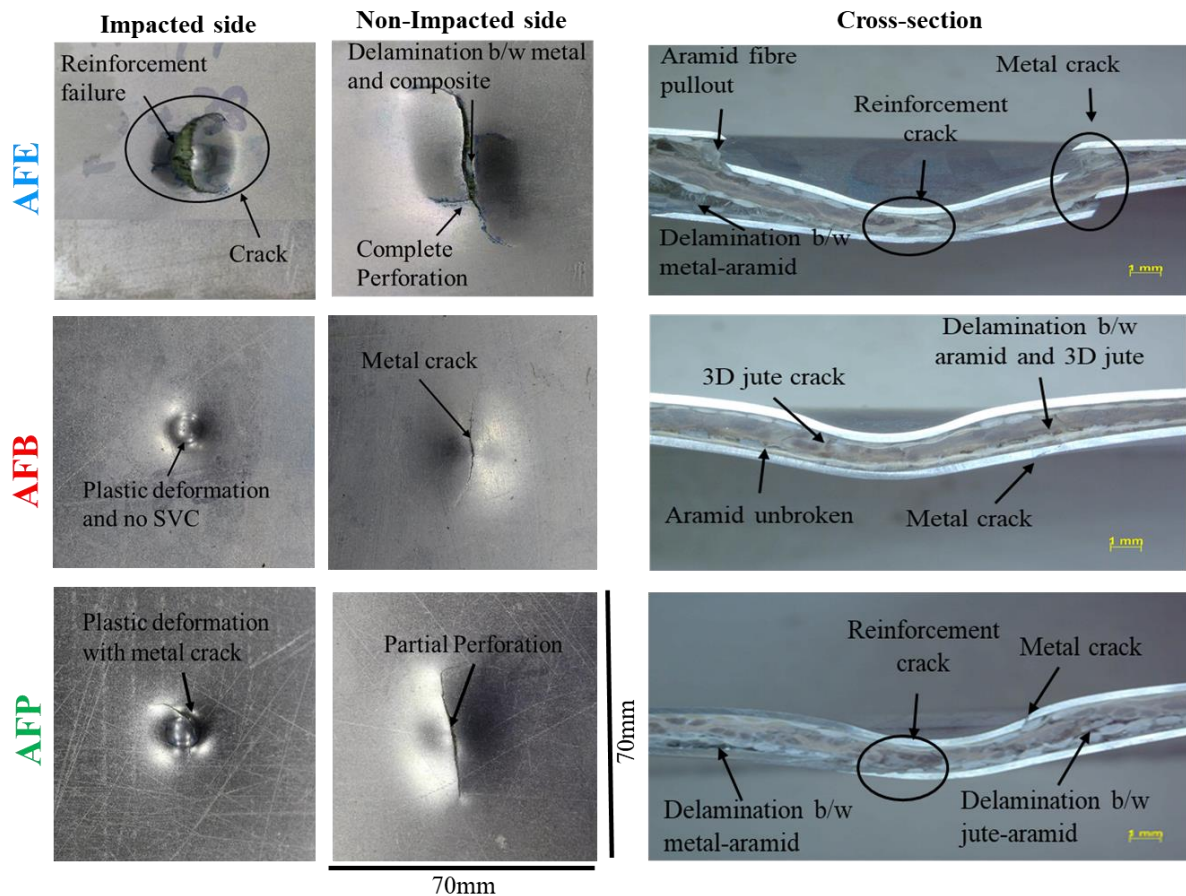 Impacted side
Non-Impacted side
Cross-section
AFE
Reinforcement
failure
Crack
Delamination b/w metal
and composite
Complete
Perforation
Aramid fibre
pullout
Reinforcement
crack
Metal crack
Delamination b/w
metal-aramid
1 mm
AFB
Plastic deformation
and no SVC
Metal crack
3D jute crack
Delamination b/w
aramid and 3D jute
Aramid unbroken
Metal crack
1 mm
AFP
Plastic deformation
with metal crack
Partial Perforation
70mm
70mm
Reinforcement
crack
Metal crack
Delamination b/w
metal-aramid
Delamination b/w
jute-aramid
1 mm